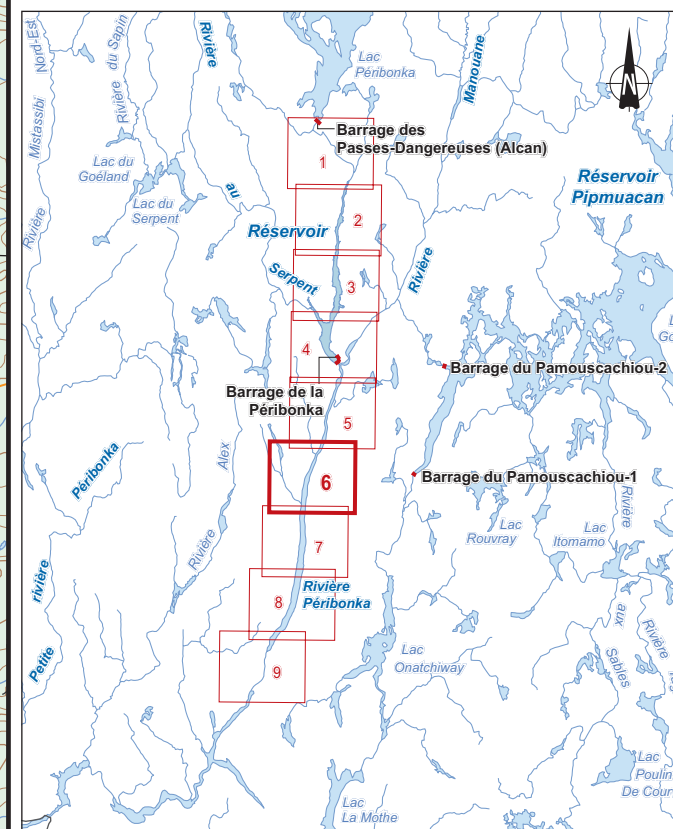 Lac
Péribonka
N
Rivière
Manouane
Mistassibi Nord-Est
Rivière
Rivière du Sapin
Barrage des
Passes-Dangereuses (Alcan)
1
Lac du
Goéland
Réservoir
Pipmuacan
au
Lac du
Serpent
2
Réservoir
Serpent
Rivière
3
4
Barrage du Pamouscachiou-2
Barrage de la
Péribonka
5
Alex
Rivière
Péribonka
rivière
Petite
6
Barrage du Pamouscachiou-1
Lac
Rouvray
Lac
Itomamo
Rivière
aux
Sables
Rivière
7
Rivière
Péribonka
8
9
Lac
Onatchiway
Lac
Poulin
De Cour
Lac
La Mothe